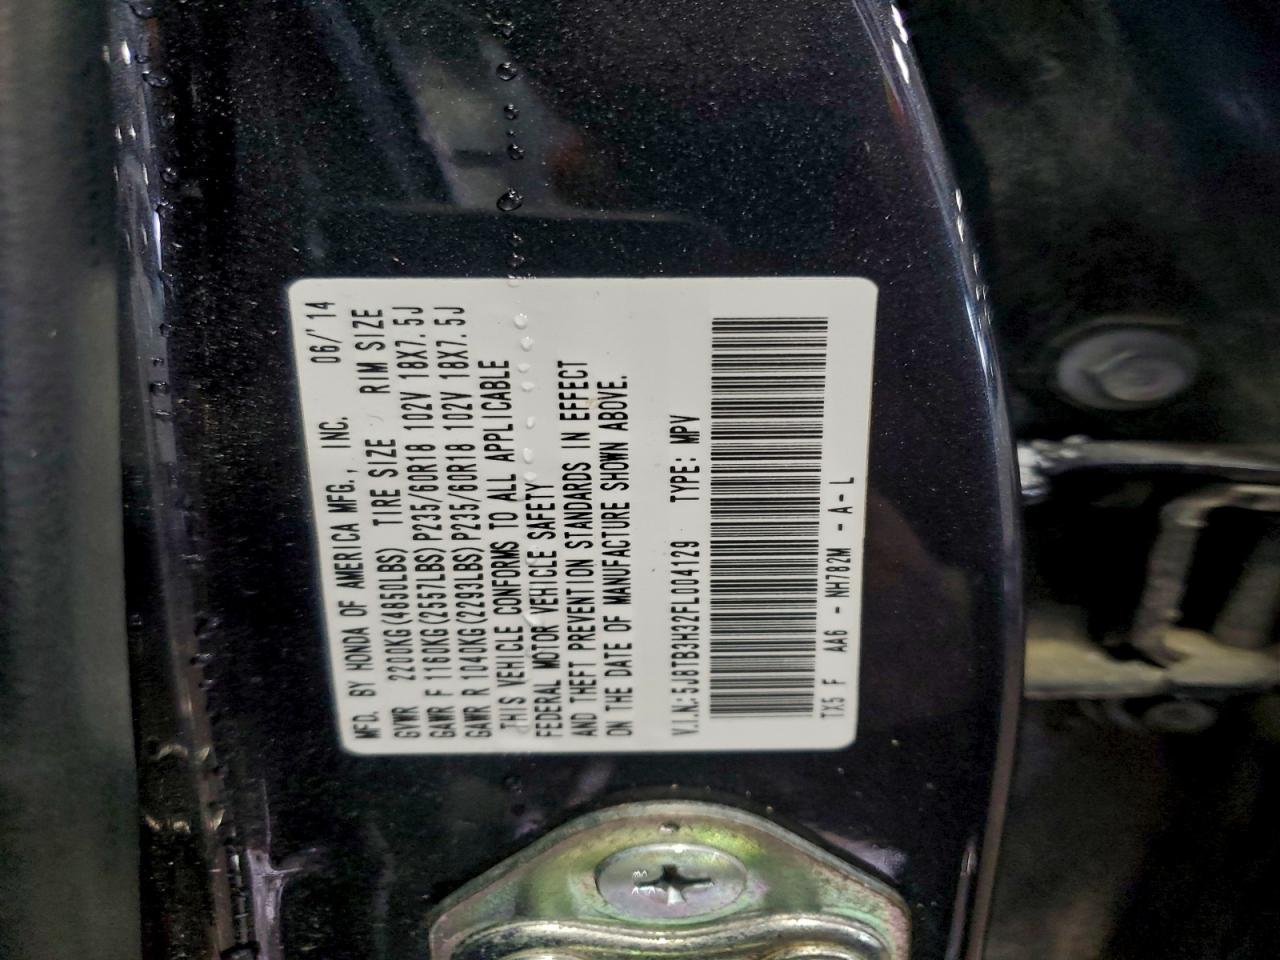 MFD. BY HONDA OF AMERICA MFG., INC. 06/'14
GVWR 2200KG(4850LBS) TIRE SIZE RIM SIZE
GAWR F 1160KG(2557LBS) P235/60R18 102V 18X7.5J
GAWR R 1040KG(2293LBS) P235/60R18 102V 18X7.5J
THIS VEHICLE CONFORMS TO ALL APPLICABLE
FEDERAL MOTOR VEHICLE SAFETY
AND THEFT PREVENTION STANDARDS IN EFFECT
ON THE DATE OF MANUFACTURE SHOWN ABOVE.
V.I.N.:5J8TB3H32FL004129 TYPE: MPV
TX5 F AA6 - NH782M - A - L